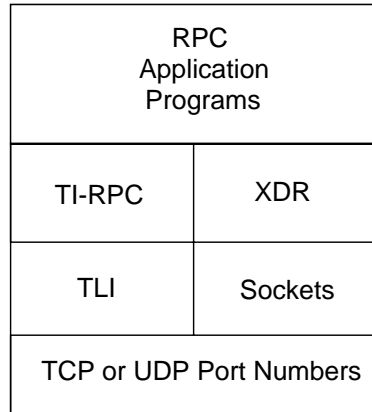 RPC
Application
Programs
TI-RPC
XDR
TLI
Sockets
TCP or UDP Port Numbers